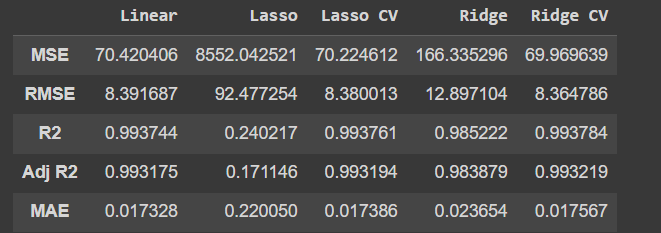 Linear Lasso Lasso CV Ridge Ridge CV
MSE 70.420406 8552.042521 70.224612 166.335296 69.969639
RMSE 8.391687 92.477254 8.380013 12.897104 8.364786
R2 0.993744 0.240217 0.993761 0.985222 0.993784
Adj R2 0.993175 0.171146 0.993194 0.983879 0.993219
MAE 0.017328 0.220050 0.017386 0.023654 0.017567